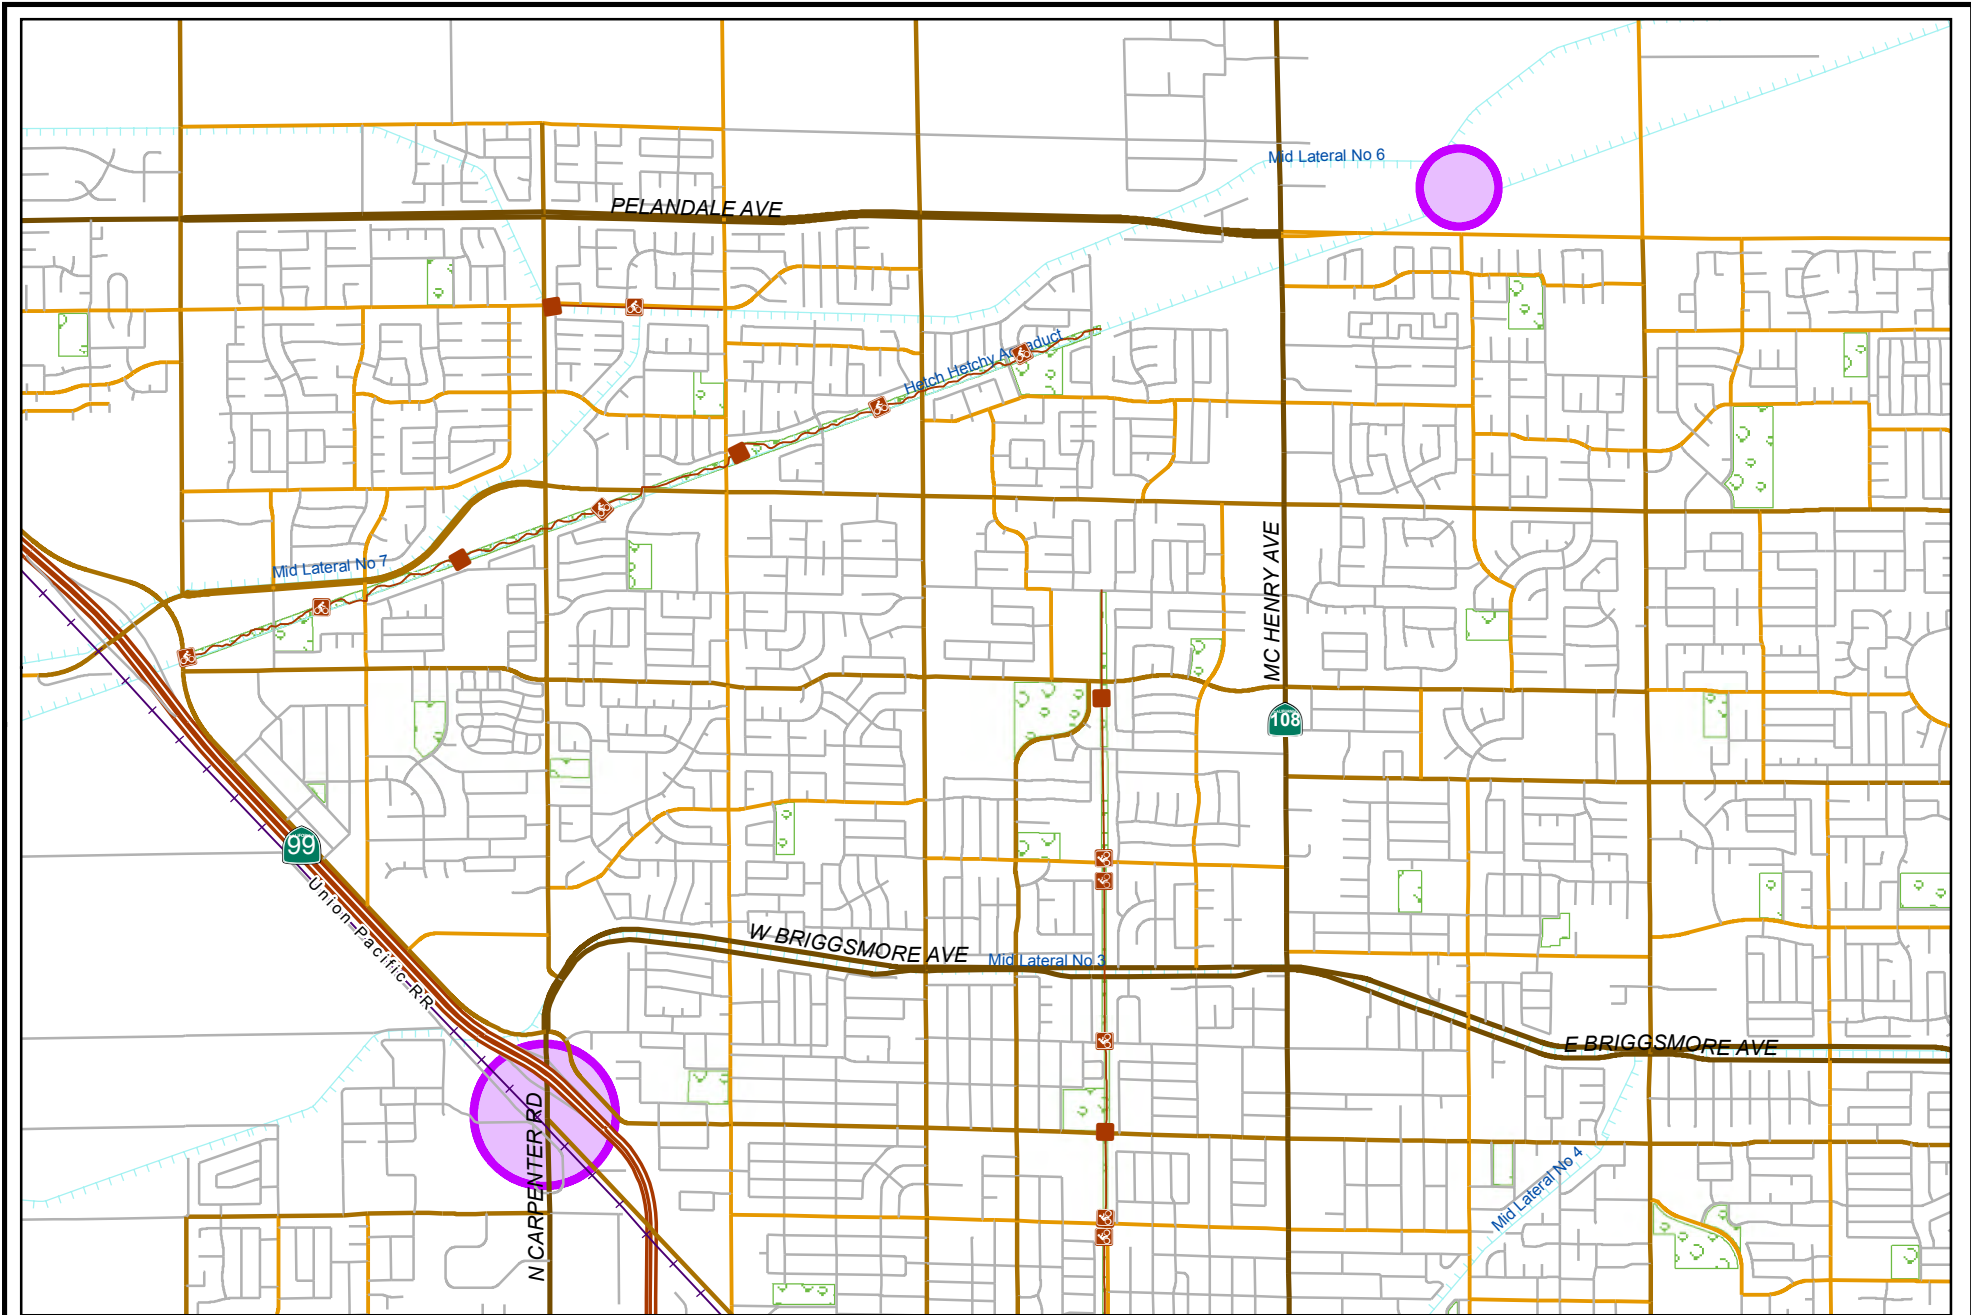 Mid Lateral No 6
PELANDALE AVE
Hetch Hetchy Aquaduct
MC HENRY AVE
Mid Lateral No 7
108
99
Union Pacific RR
W BRIGGSMORE AVE
Mid Lateral No 3
E BRIGGSMORE AVE
N CARPENTER RD
Mid Lateral No 4